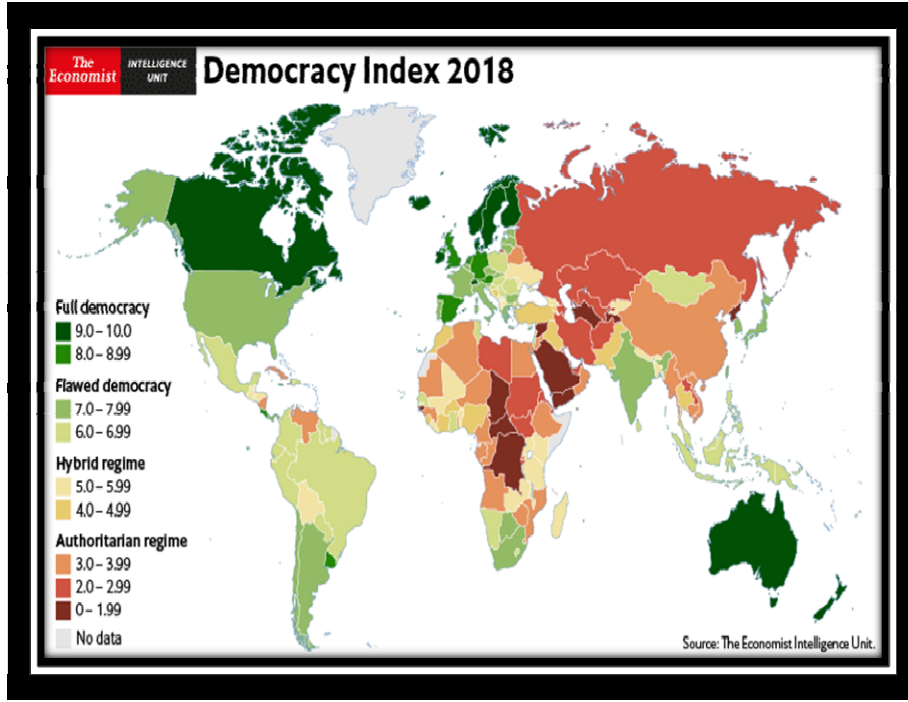 The
Economist
INTELLIGENCE
UNIT
Democracy Index 2018
Full democracy
9.0 – 10.0
8.0 – 8.99
Flawed democracy
7.0 – 7.99
6.0 – 6.99
Hybrid regime
5.0 – 5.99
4.0 – 4.99
Authoritarian regime
3.0 – 3.99
2.0 – 2.99
0 – 1.99
No data
Source: The Economist Intelligence Unit.